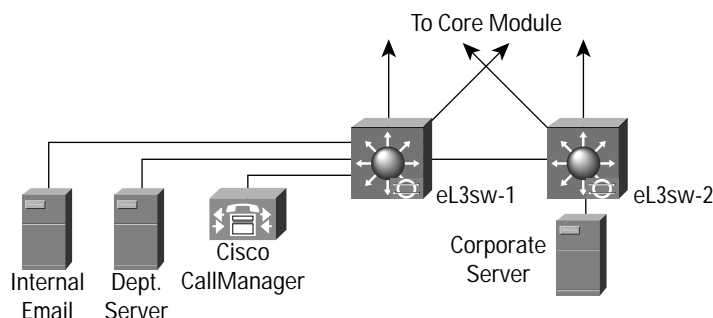 To Core Module
eL3sw-1
eL3sw-2
Internal
Email
Dept.
Server
Cisco
CallManager
Corporate
Server